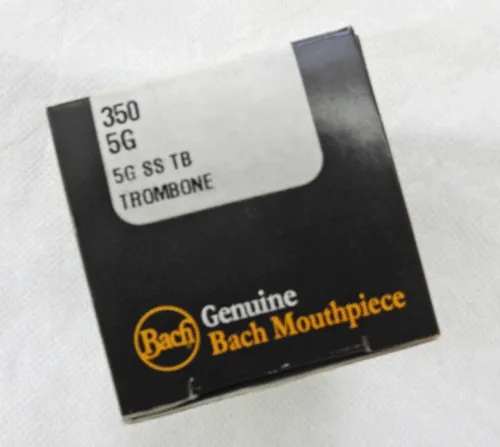 350
5G
5G SS TB
TROMBONE
Bach
Genuine
Bach Mouthpiece